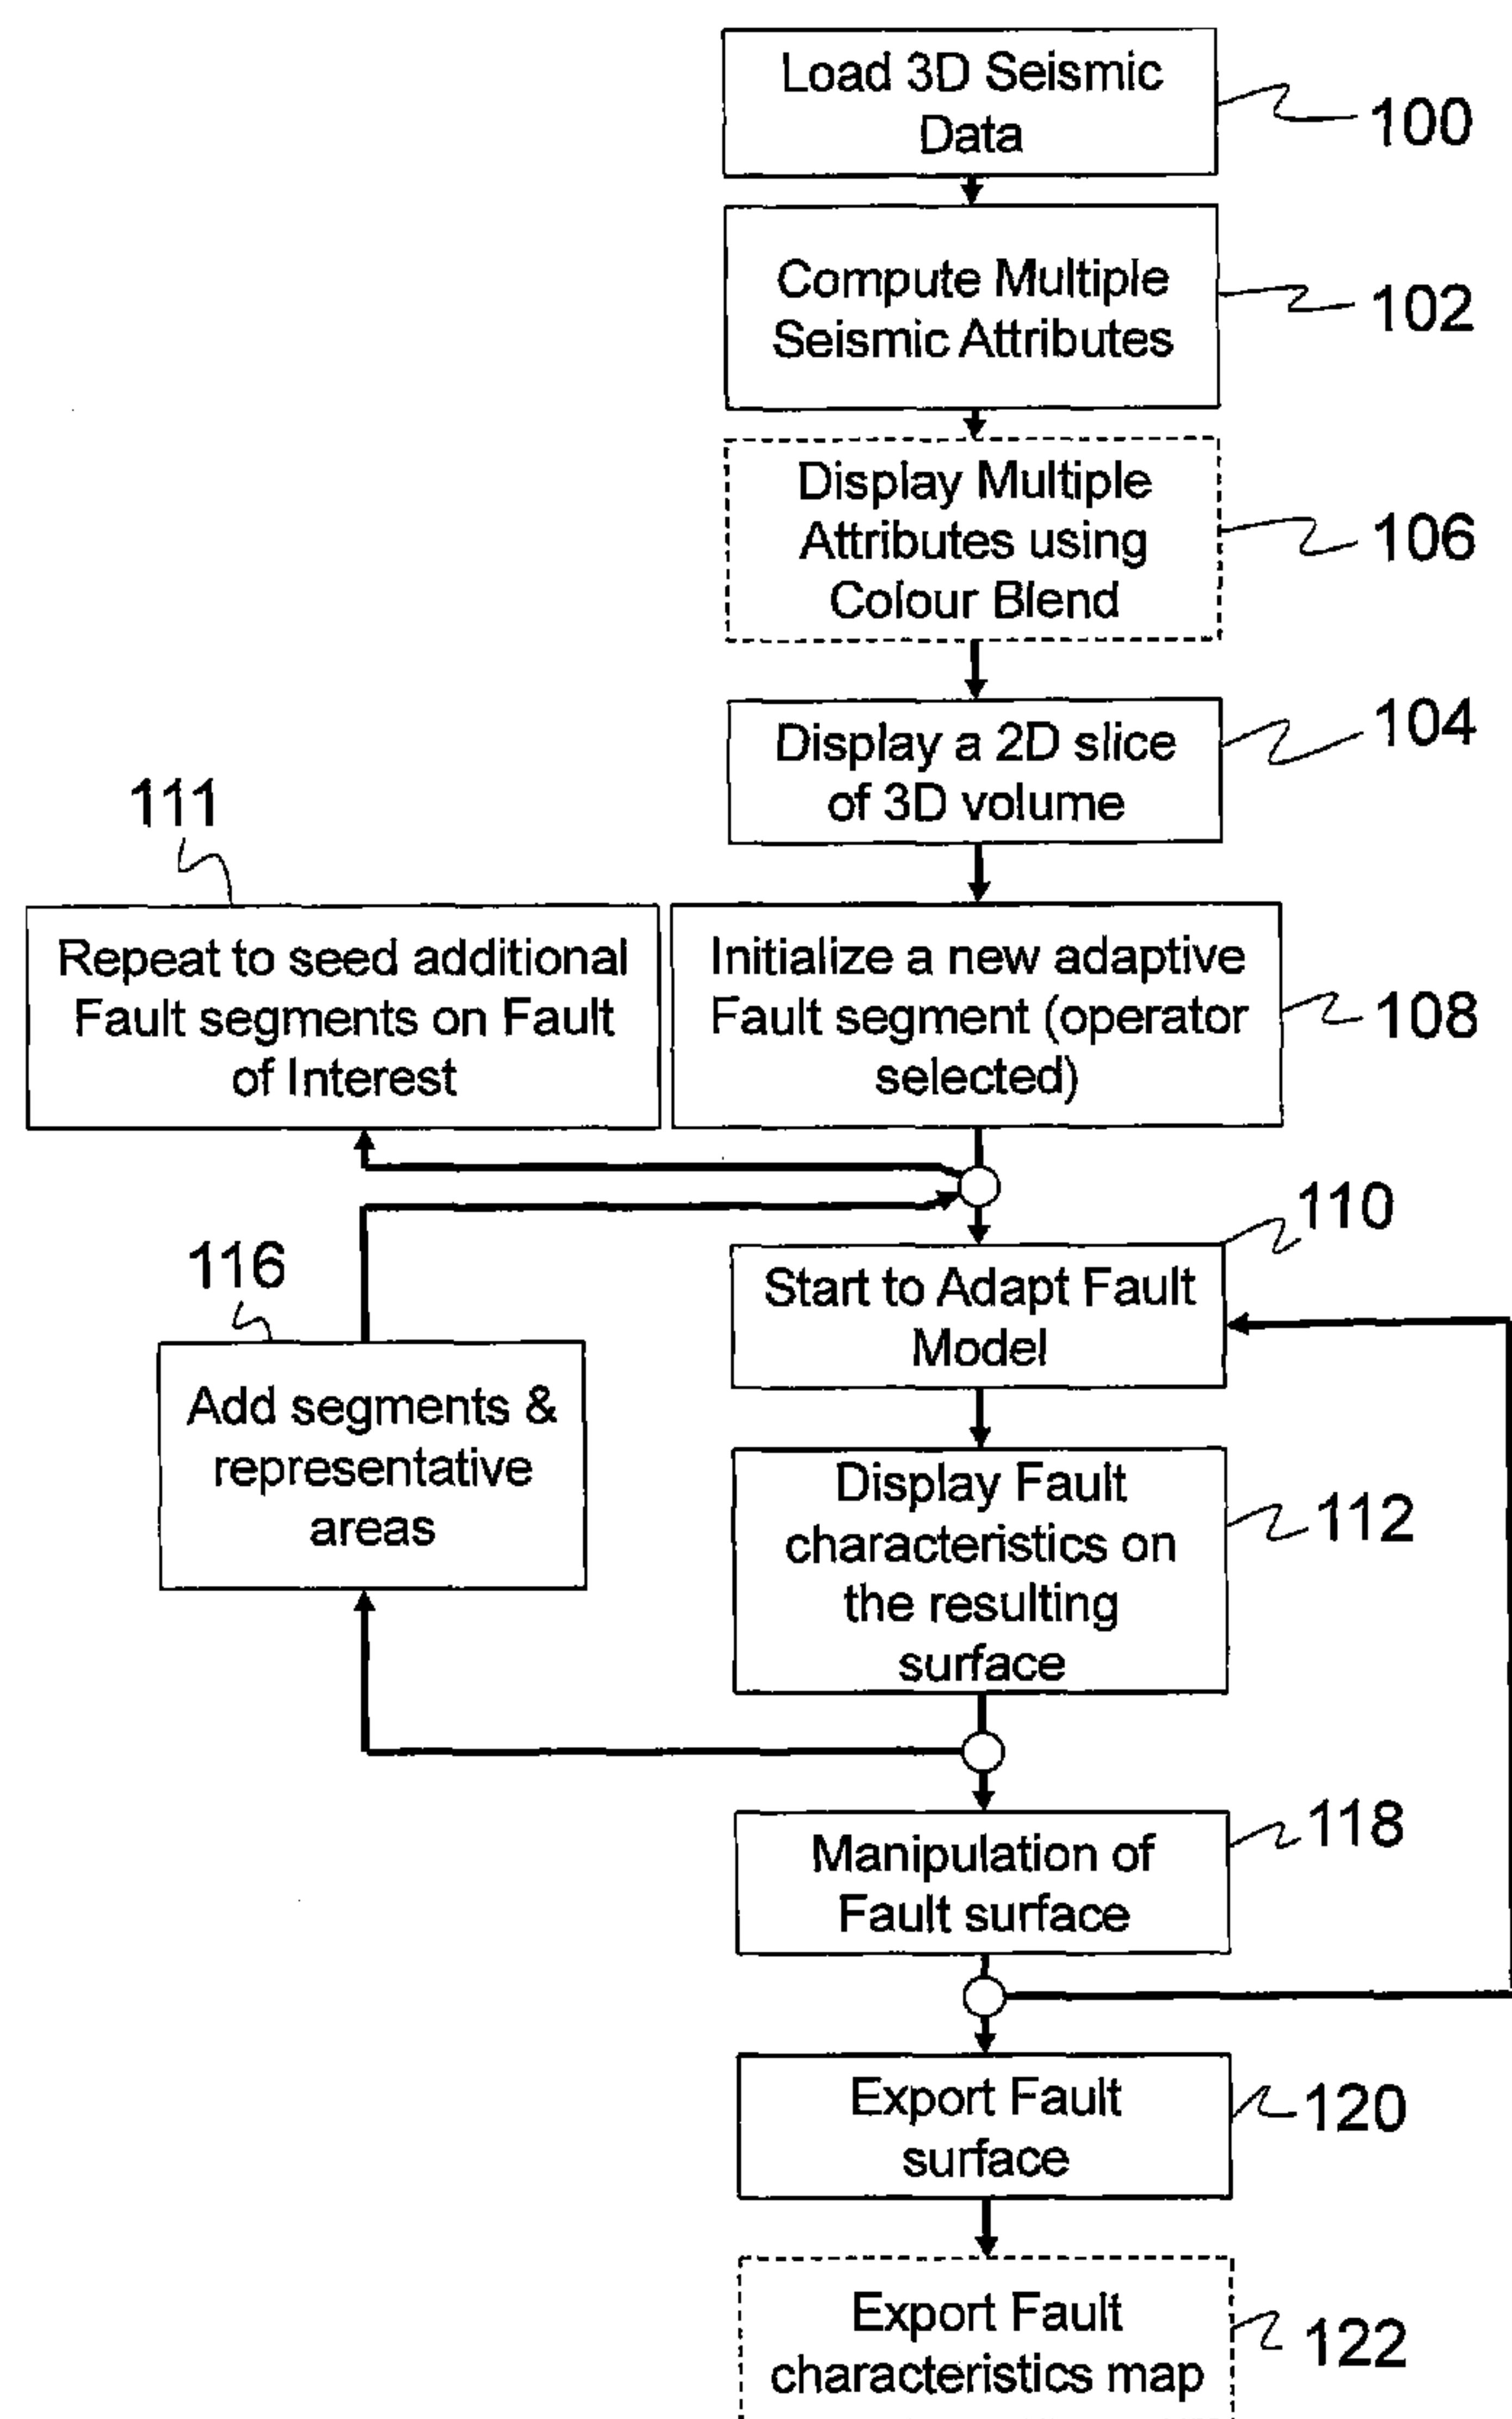 Load 3D Seismic
Data
100
Compute Multiple
Seismic Attributes
102
Display Multiple
Attributes using
Colour Blend
106
Display a 2D slice
of 3D volume
104
111
Repeat to seed additional
Fault segments on Fault
of Interest
Initialize a new adaptive
Fault segment (operator
selected)
108
110
Start to Adapt Fault
Model
116
Add segments &
representative
areas
Display Fault
characteristics on
the resulting
surface
112
Manipulation of
Fault surface
118
Export Fault
surface
120
Export Fault
characteristics map
122